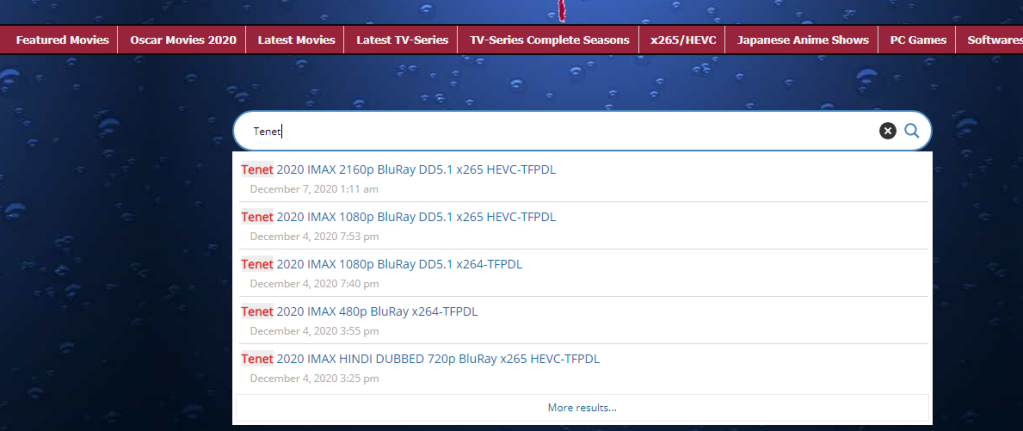 Featured Movies Oscar Movies 2020 Latest Movies Latest TV-Series TV-Series Complete Seasons x265/HEVC Japanese Anime Shows PC Games Softwares
Tenet
Tenet 2020 IMAX 2160p BluRay DD5.1 x265 HEVC-TFPDL
December 7, 2020 1:11 am
Tenet 2020 IMAX 1080p BluRay DD5.1 x265 HEVC-TFPDL
December 4, 2020 7:53 pm
Tenet 2020 IMAX 1080p BluRay DD5.1 x264-TFPDL
December 4, 2020 7:40 pm
Tenet 2020 IMAX 480p BluRay x264-TFPDL
December 4, 2020 3:55 pm
Tenet 2020 IMAX HINDI DUBBED 720p BluRay x265 HEVC-TFPDL
December 4, 2020 3:25 pm
More results...